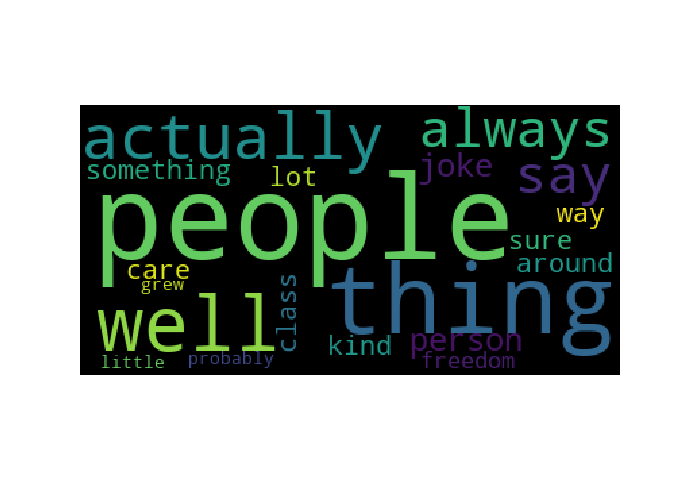 actually
always
something
lot
joke
say
people
way
sure
care
around
grew
thing
well
class
kind
person
little
probably
freedom